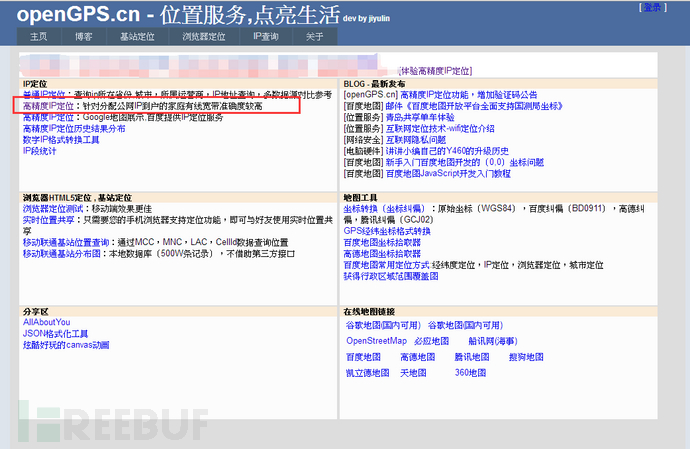 openGPS.cn - 位置服务,点亮生活 dev by jiyulin
[ 登录 ]
主页 博客 基站定位 浏览器定位 IP查询 关于
[体验高精度IP定位]
IP定位
普通IP定位：查询ip所在省份,城市，所属运营商，IP地址查询，多数据源对比参考
高精度IP定位：针对分配公网IP到户的家庭有线宽带准确度较高
高精度IP定位：Google地图展示.百度提供IP定位服务
高精度IP定位历史结果分布
数字IP格式转换工具
IP段统计
BLOG - 最新发布
[openGPS.cn] 高精度IP定位功能，增加验证码公告
[百度地图] 邮件《百度地图开放平台全面支持国测局坐标》
[位置服务] 青岛共享单车体验
[位置服务] 互联网定位技术-wifi定位介绍
[网络安全] 互联网隐私问题
[电脑硬件] 讲讲小编自己的Y460的升级历史
[百度地图] 新手入门百度地图开发的（0,0）坐标问题
[百度地图] 百度地图JavaScript开发入门教程
浏览器HTML5定位 , 基站定位
浏览器定位测试：移动端效果更佳
实时位置共享：只需要您的手机浏览器支持定位功能，即可与好友使用实时位置共
享
移动联通基站位置查询：通过MCC，MNC，LAC，CellId数据查询位置
移动联通基站分布图：本地数据库（500W条记录），不借助第三方接口
地图工具
坐标转换（坐标纠偏）：原始坐标（WGS84），百度纠偏（BD0911），高德纠
偏，腾讯纠偏（GCJ02）
GPS经纬坐标格式转换
百度地图坐标拾取器
高德地图坐标拾取器
百度地图常用定位方式:经纬度定位，IP定位，浏览器定位，城市定位
获得行政区域范围覆盖图
分享区
AllAboutYou
JSON格式化工具
炫酷好玩的canvas动画
在线地图链接
谷歌地图(国内可用) 谷歌地图(国内可用)
OpenStreetMap 必应地图 船讯网(海事)
百度地图 高德地图 腾讯地图 搜狗地图
凯立德地图 天地图 360地图
FREEBUF